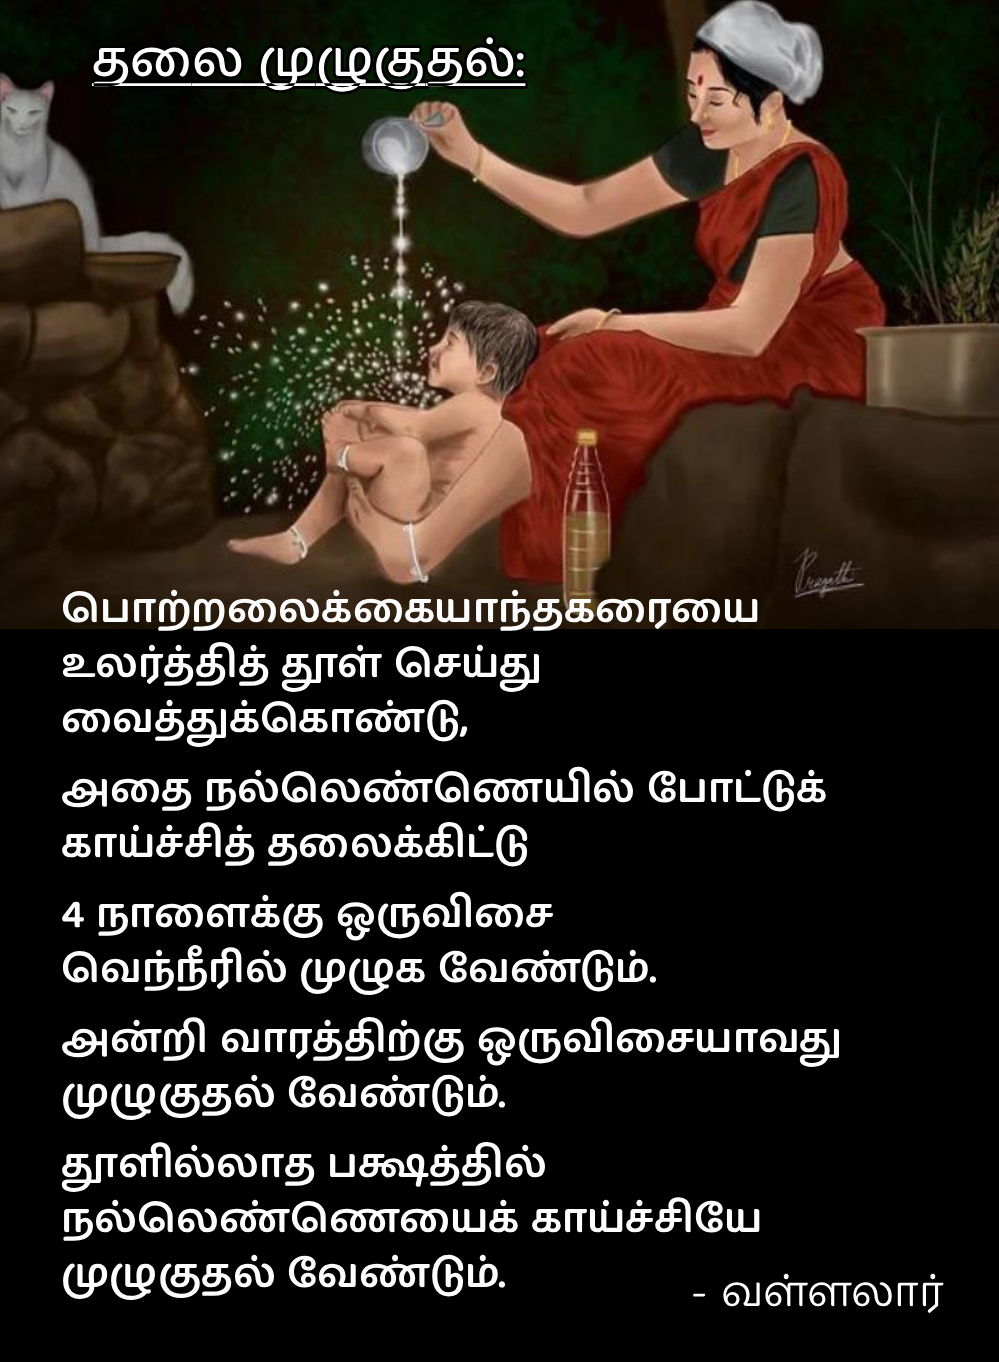 தலை முழுகுதல்:
Pragathi
பொற்றலைக்கையாந்தகரையை
உலர்த்தித் தூள் செய்து
வைத்துக்கொண்டு,
அதை நல்லெண்ணெயில் போட்டுக்
காய்ச்சித் தலைக்கிட்டு
4 நாளைக்கு ஒருவிசை
வெந்நீரில் முழுக வேண்டும்.
அன்றி வாரத்திற்கு ஒருவிசையாவது
முழுகுதல் வேண்டும்.
தூளில்லாத பக்ஷத்தில்
நல்லெண்ணெயைக் காய்ச்சியே
முழுகுதல் வேண்டும்.
- வள்ளலார்